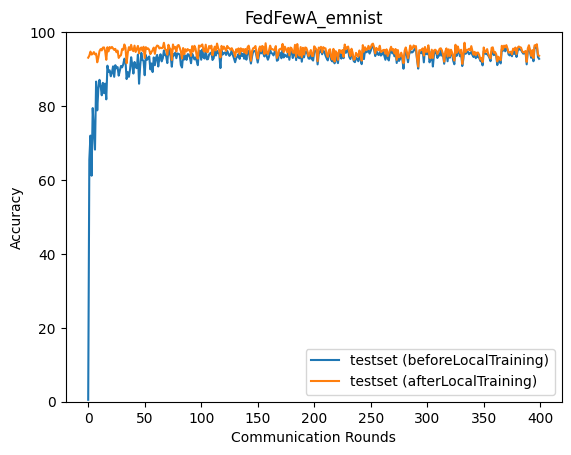 FedFewA_emnist
100
80
60
40
20
0
Accuracy
0 50 100 150 200 250 300 350 400
Communication Rounds
testset (beforeLocalTraining)
testset (afterLocalTraining)